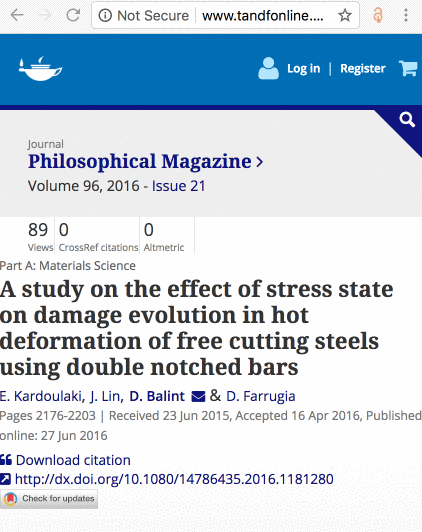 Not Secure | www.tandfonline....
Log in | Register
Journal
Philosophical Magazine >
Volume 96, 2016 - Issue 21
89 0 0
Views CrossRef citations Altmetric
Part A: Materials Science
A study on the effect of stress state
on damage evolution in hot
deformation of free cutting steels
using double notched bars
E. Kardoulaki, J. Lin, D. Balint & D. Farrugia
Pages 2176-2203 | Received 23 Jun 2015, Accepted 16 Apr 2016, Published
online: 27 Jun 2016
Download citation
http://dx.doi.org/10.1080/14786435.2016.1181280
Check for updates